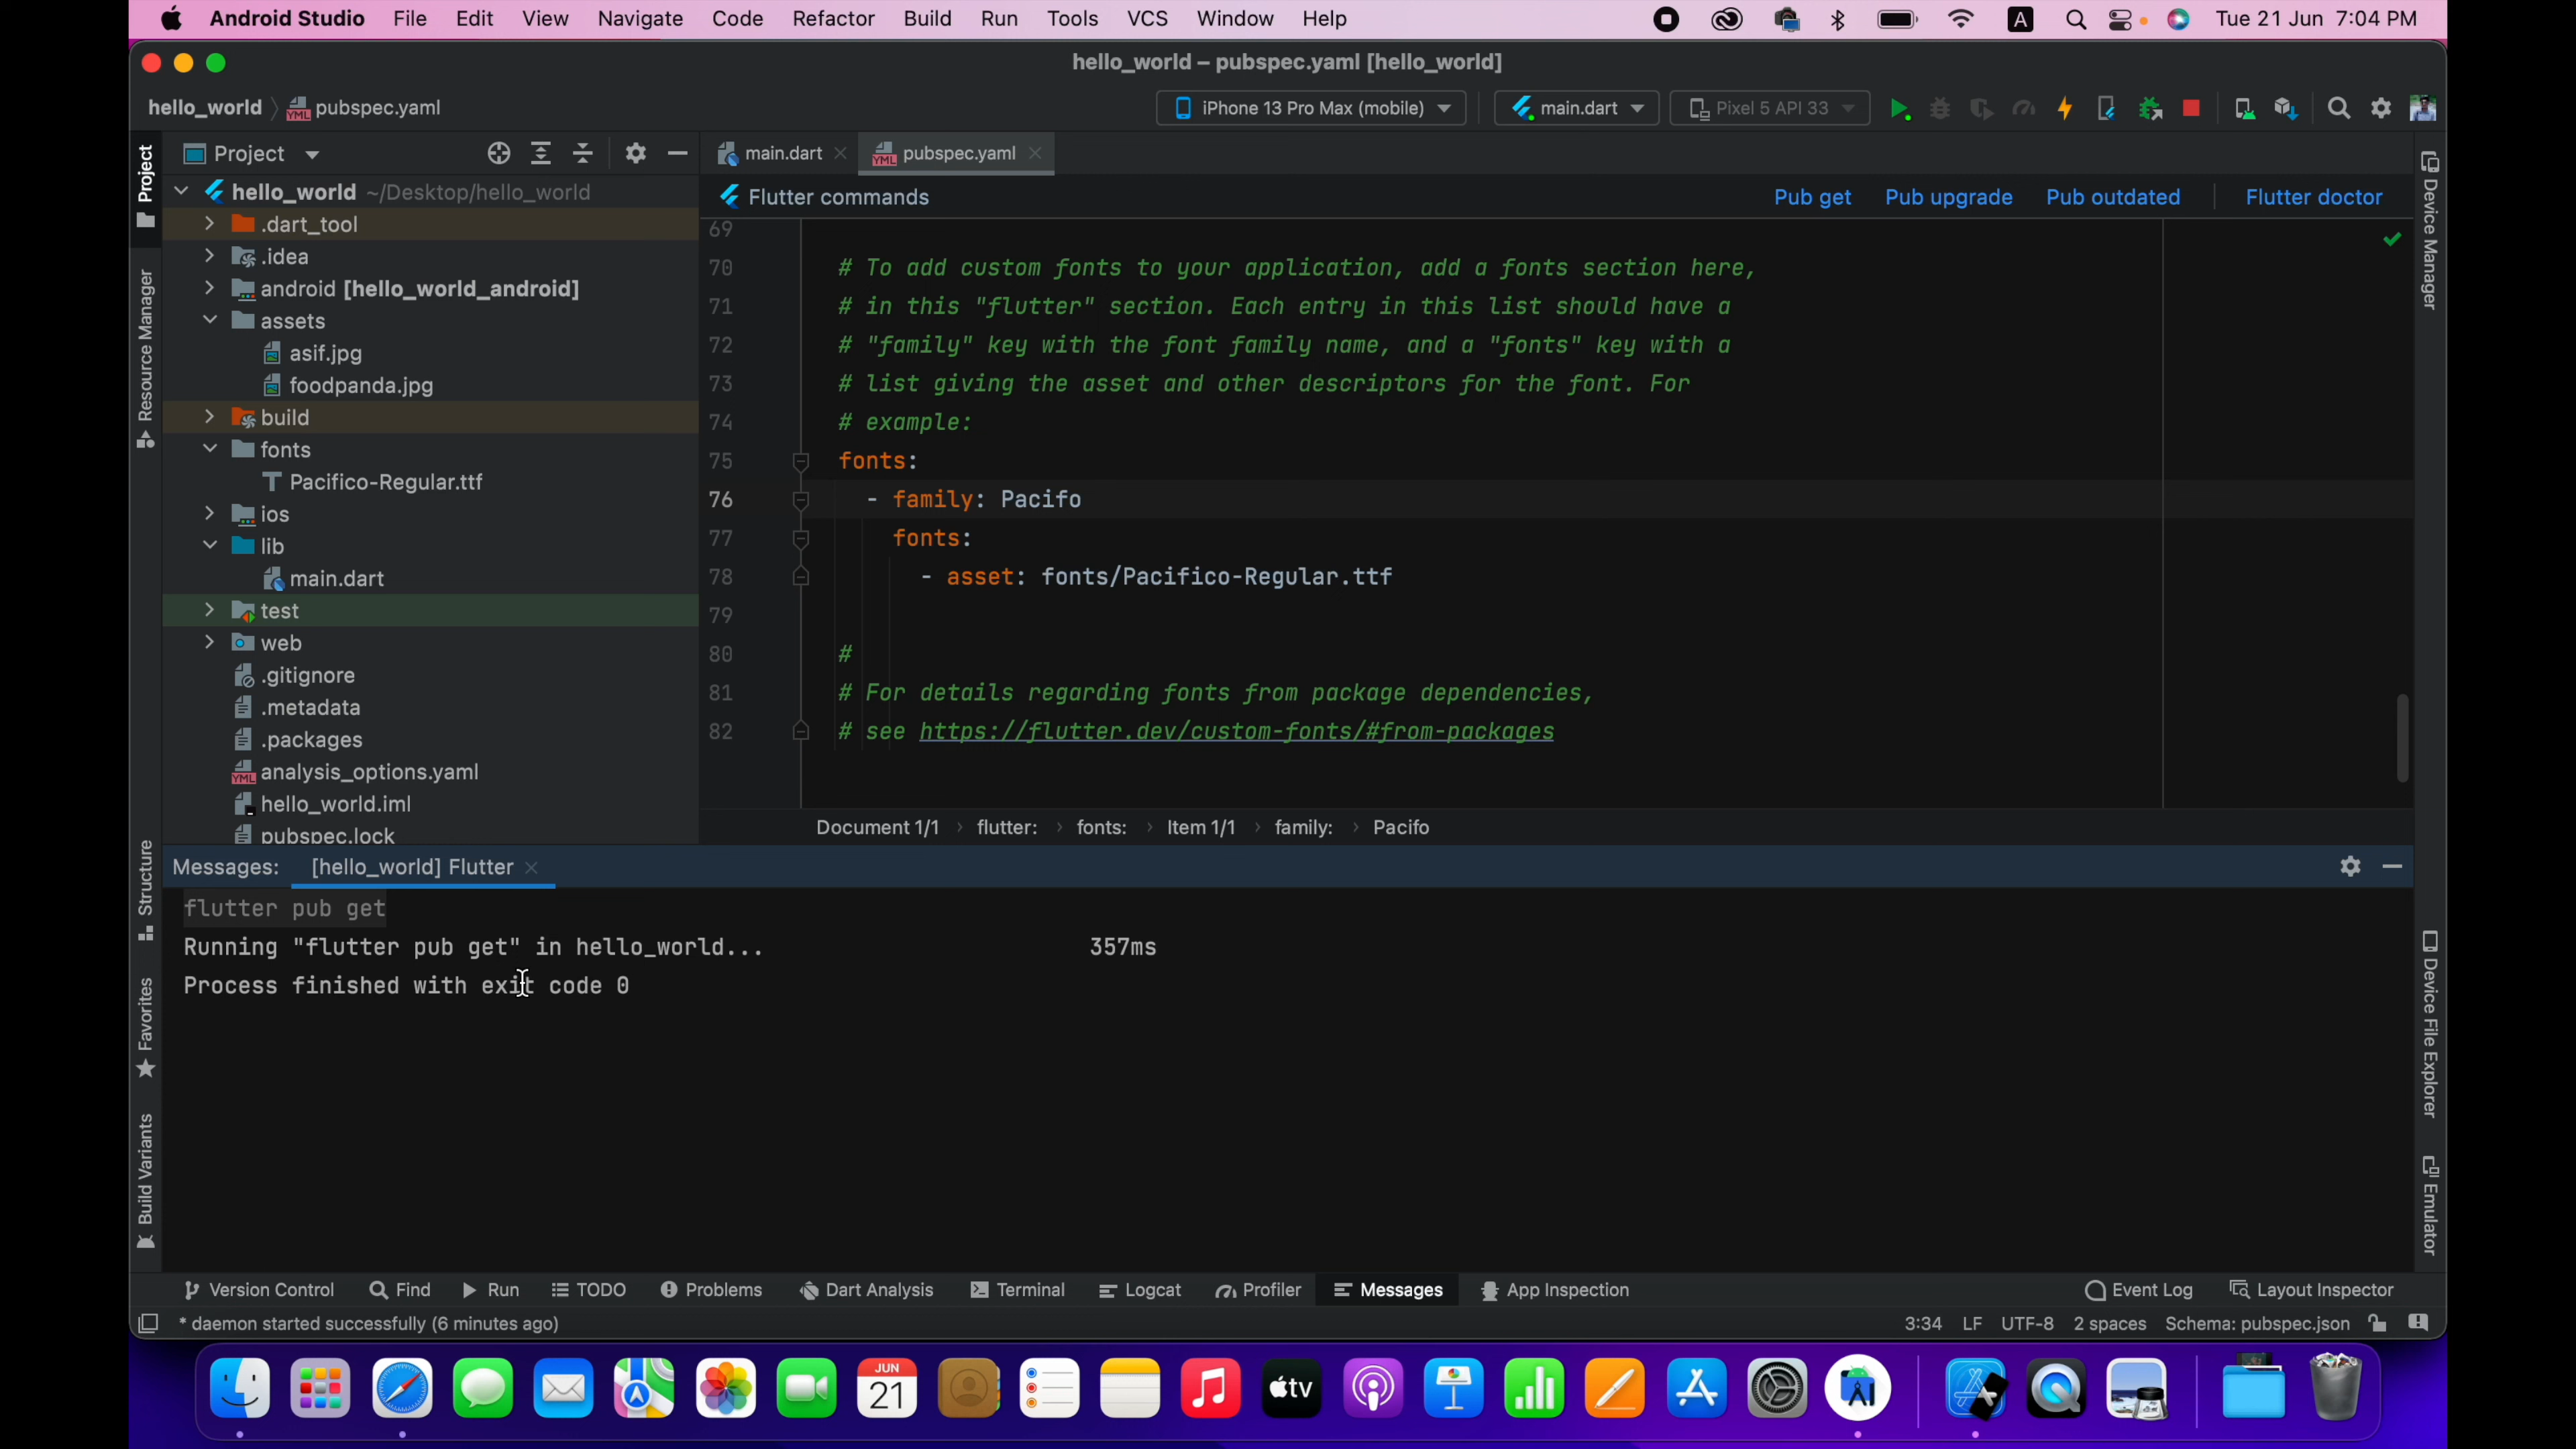 Android Studio File Edit View Navigate Code Refactor Build Run Tools VCS Window Help A Tue 21 Jun 7:04 PM
hello_world – pubspec.yaml [hello_world]
hello_world pubspec.yaml iPhone 13 Pro Max (mobile) main.dart Pixel 5 API 33
Project main.dart pubspec.yaml
hello_world ~/Desktop/hello_world
Flutter commands Pub get Pub upgrade Pub outdated Flutter doctor
.dart_tool
.idea
android [hello_world_android]
assets
asif.jpg
foodpanda.jpg
build
fonts
Pacifico-Regular.ttf
ios
lib
main.dart
test
web
.gitignore
.metadata
.packages
analysis_options.yaml
hello_world.iml
pubspec.lock
69
70 # To add custom fonts to your application, add a fonts section here,
71 # in this "flutter" section. Each entry in this list should have a
72 # "family" key with the font family name, and a "fonts" key with a
73 # list giving the asset and other descriptors for the font. For
74 # example:
75 fonts:
76 - family: Pacifo
77 fonts:
78 - asset: fonts/Pacifico-Regular.ttf
79
80 #
81 # For details regarding fonts from package dependencies,
82 # see https://flutter.dev/custom-fonts/#from-packages
Document 1/1 flutter: fonts: Item 1/1 family: Pacifo
Messages: [hello_world] Flutter
flutter pub get
Running "flutter pub get" in hello_world... 357ms
Process finished with exit code 0
Project
Resource Manager
Structure
Favorites
Build Variants
Device Manager
Device File Explorer
Emulator
Version Control Find Run TODO Problems Dart Analysis Terminal Logcat Profiler Messages App Inspection Event Log Layout Inspector
* daemon started successfully (6 minutes ago) 3:34 LF UTF-8 2 spaces Schema: pubspec.json
JUN
21
tv